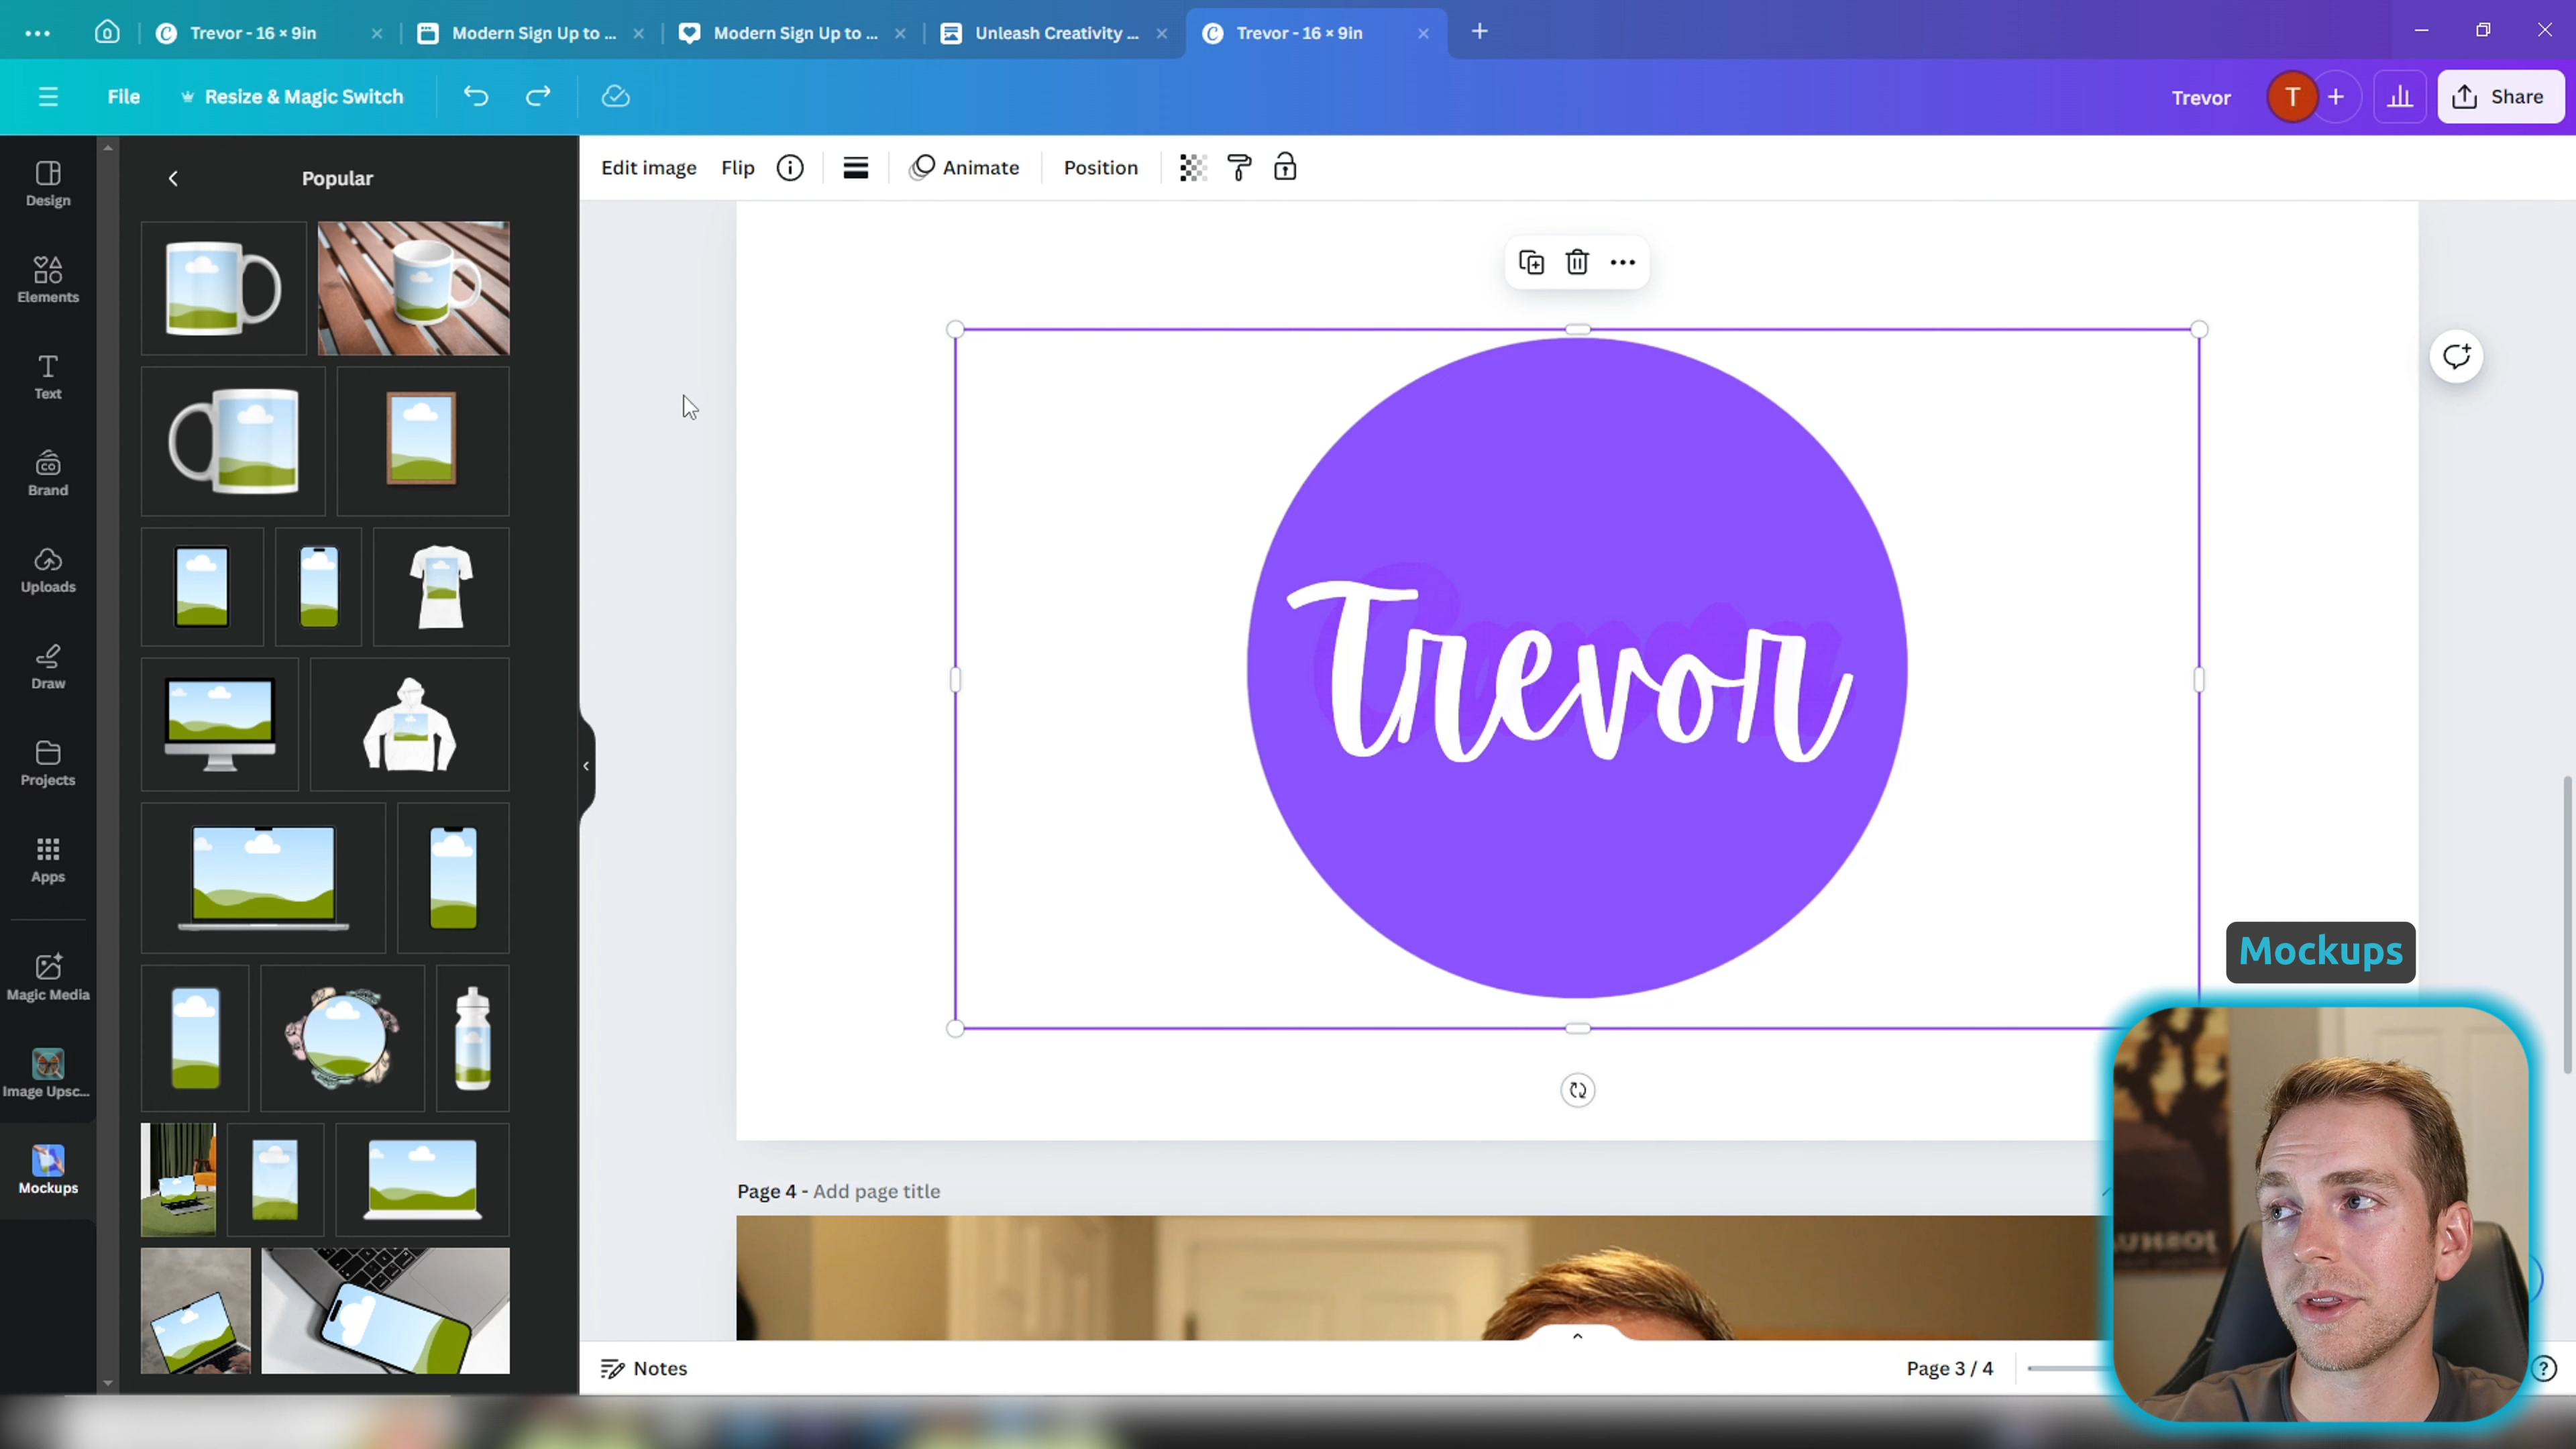 Trevor - 16 × 9in
Modern Sign Up to ...
Modern Sign Up to ...
Unleash Creativity ...
Trevor - 16 × 9in
File
Resize & Magic Switch
Trevor
T
Share
Design
Elements
Text
Brand
Uploads
Draw
Projects
Apps
Magic Media
Image Upsc...
Mockups
Popular
Edit image
Flip
Animate
Position
Trevor
Mockups
Page 4 - Add page title
Notes
Page 3 / 4